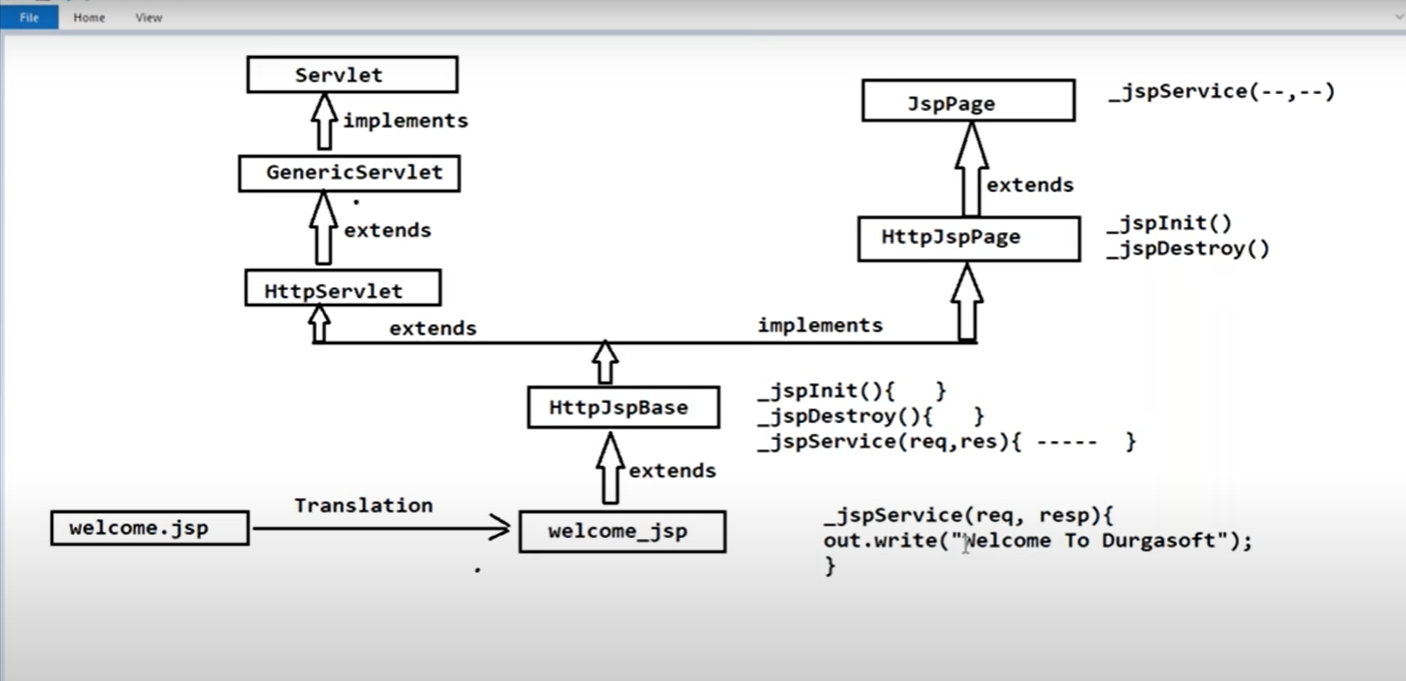 File Home View
Servlet
implements
GenericServlet
extends
HttpServlet
extends
JspPage
_jspService(--,--)
extends
HttpJspPage
_jspInit()
_jspDestroy()
implements
HttpJspBase
_jspInit(){   }
_jspDestroy(){   }
_jspService(req,res){ -----  }
extends
welcome.jsp
Translation
welcome_jsp
_jspService(req, resp){
out.write("Welcome To Durgasoft");
}